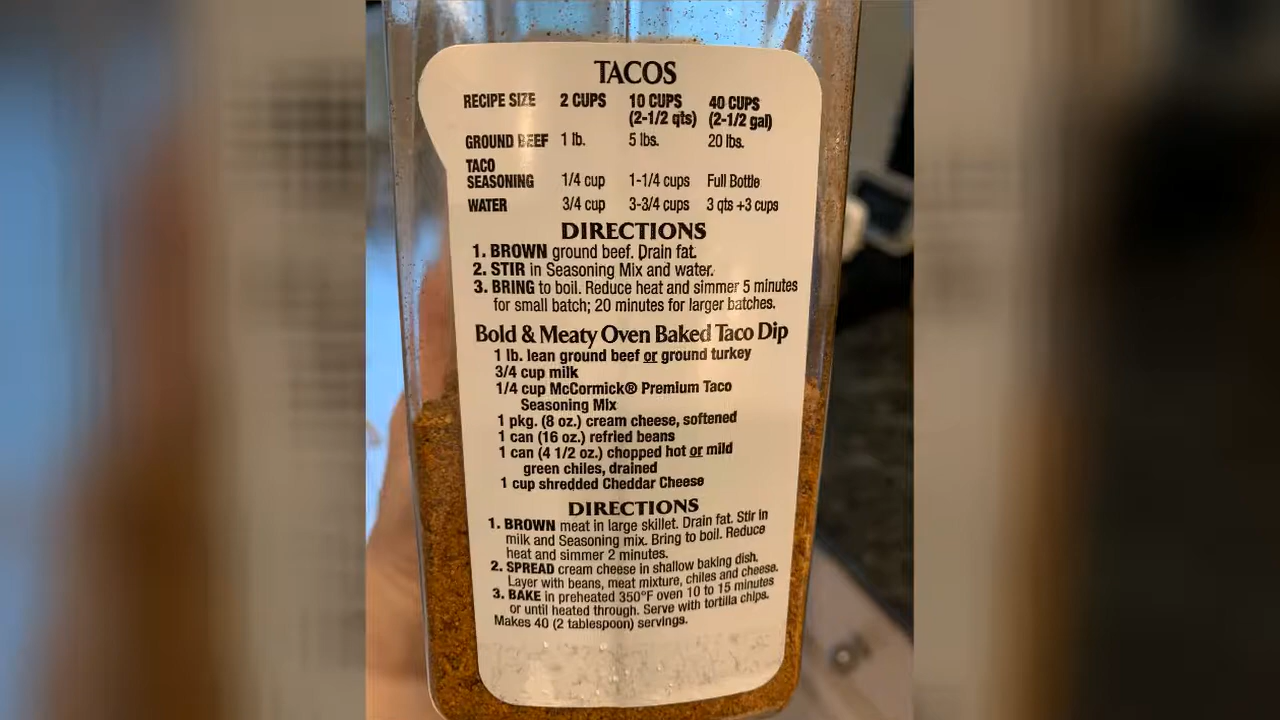 TACOS
RECIPE SIZE 2 CUPS 10 CUPS 40 CUPS
(2-1/2 qts) (2-1/2 gal)
GROUND BEEF 1 lb. 5 lbs. 20 lbs.
TACO
SEASONING 1/4 cup 1-1/4 cups Full Bottle
WATER 3/4 cup 3-3/4 cups 3 qts +3 cups
DIRECTIONS
1. BROWN ground beef. Drain fat.
2. STIR in Seasoning Mix and water.
3. BRING to boil. Reduce heat and simmer 5 minutes
for small batch; 20 minutes for larger batches.
Bold & Meaty Oven Baked Taco Dip
1 lb. lean ground beef or ground turkey
3/4 cup milk
1/4 cup McCormick® Premium Taco
Seasoning Mix
1 pkg. (8 oz.) cream cheese, softened
1 can (16 oz.) refried beans
1 can (4 1/2 oz.) chopped hot or mild
green chiles, drained
1 cup shredded Cheddar Cheese
DIRECTIONS
1. BROWN meat in large skillet. Drain fat. Stir in
milk and Seasoning mix. Bring to boil. Reduce
heat and simmer 2 minutes.
2. SPREAD cream cheese in shallow baking dish.
Layer with beans, meat mixture, chiles and cheese.
3. BAKE in preheated 350°F oven 10 to 15 minutes
or until heated through. Serve with tortilla chips.
Makes 40 (2 tablespoon) servings.